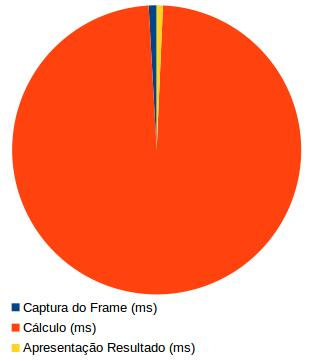 Captura do Frame (ms)
Cálculo (ms)
Apresentação Resultado (ms)